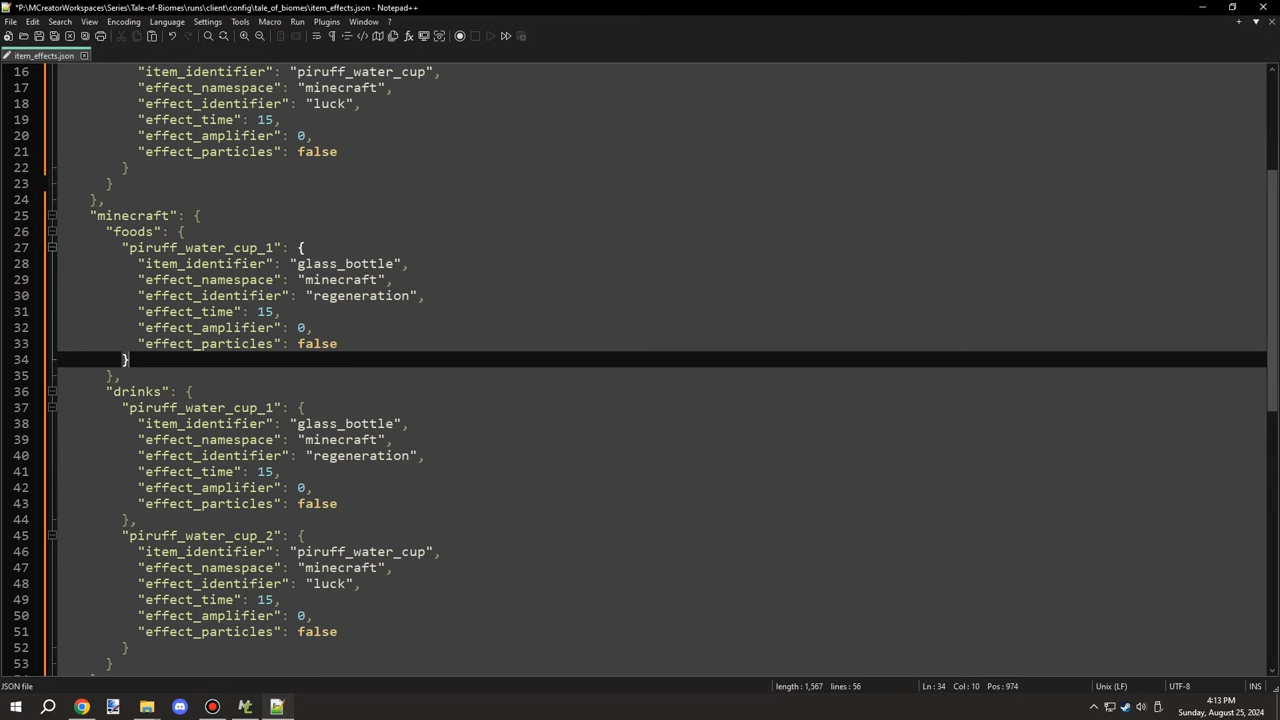 *P:\MCreatorWorkspaces\Series\Tale-of-Biomes\runs\client\config\tale_of_biomes\item_effects.json - Notepad++
File Edit Search View Encoding Language Settings Tools Macro Run Plugins Window ?
item_effects.json
16 "item_identifier": "piruff_water_cup",
17 "effect_namespace": "minecraft",
18 "effect_identifier": "luck",
19 "effect_time": 15,
20 "effect_amplifier": 0,
21 "effect_particles": false
22 }
23 }
24 },
25 "minecraft": {
26 "foods": {
27 "piruff_water_cup_1": {
28 "item_identifier": "glass_bottle",
29 "effect_namespace": "minecraft",
30 "effect_identifier": "regeneration",
31 "effect_time": 15,
32 "effect_amplifier": 0,
33 "effect_particles": false
34 }
35 },
36 "drinks": {
37 "piruff_water_cup_1": {
38 "item_identifier": "glass_bottle",
39 "effect_namespace": "minecraft",
40 "effect_identifier": "regeneration",
41 "effect_time": 15,
42 "effect_amplifier": 0,
43 "effect_particles": false
44 },
45 "piruff_water_cup_2": {
46 "item_identifier": "piruff_water_cup",
47 "effect_namespace": "minecraft",
48 "effect_identifier": "luck",
49 "effect_time": 15,
50 "effect_amplifier": 0,
51 "effect_particles": false
52 }
53 }
JSON file length : 1,567 lines : 56 Ln : 34 Col : 10 Pos : 974 Unix (LF) UTF-8 INS
4:13 PM
Sunday, August 25, 2024